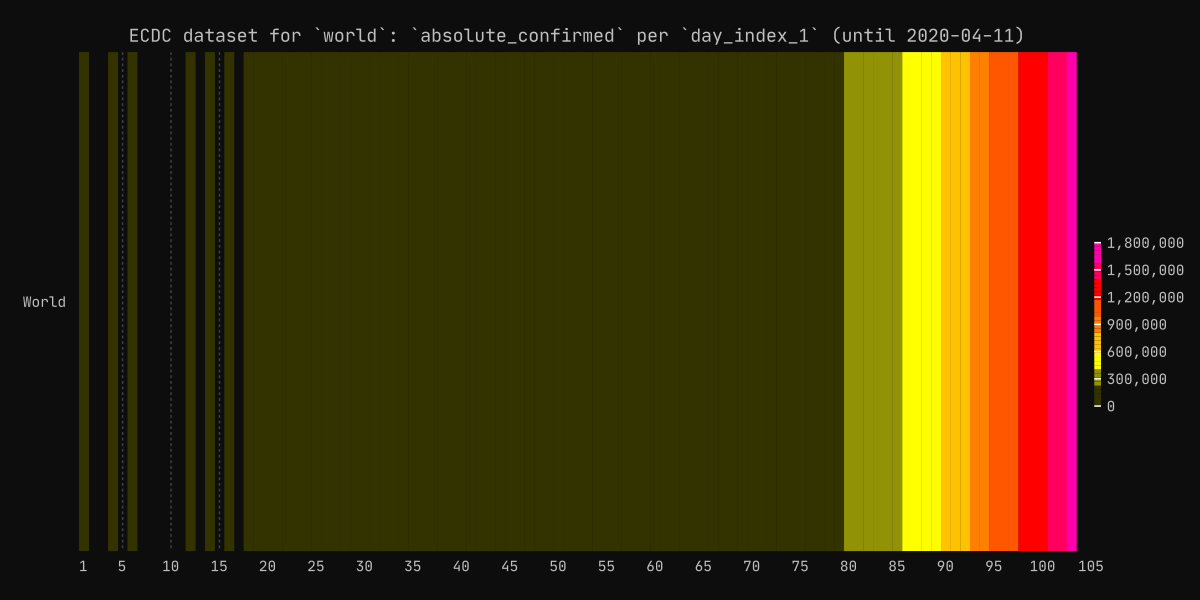 ECDC dataset for `world`: `absolute_confirmed` per `day_index_1` (until 2020-04-11)
World
1,800,000
1,500,000
1,200,000
900,000
600,000
300,000
0
1 5 10 15 20 25 30 35 40 45 50 55 60 65 70 75 80 85 90 95 100 105